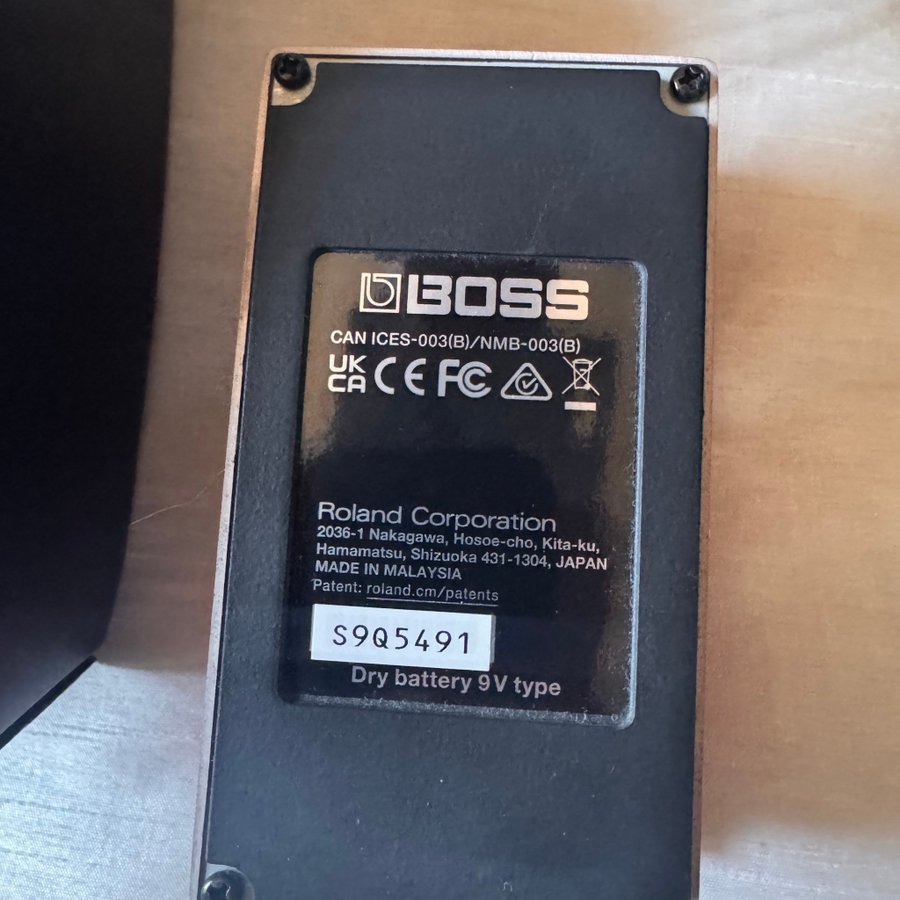 BOSS
CAN ICES-003(B)/NMB-003(B)
UK
CA CE FC
Roland Corporation
2036-1 Nakagawa, Hosoe-cho, Kita-ku,
Hamamatsu, Shizuoka 431-1304, JAPAN
MADE IN MALAYSIA
Patent: roland.cm/patents
S9Q5491
Dry battery 9V type